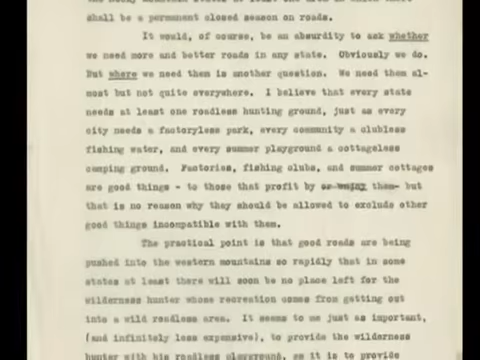 shall be a permanent closed season on roads.
It would, of course, be an absurdity to ask whether
we need more and better roads in any state. Obviously we do.
But where we need them is another question. We need them al-
most but not quite everywhere. I believe that every state
needs at least one roadless hunting ground, just as every
city needs a factoryless park, every community a clubless
fishing water, and every summer playground a cottageless
camping ground. Factories, fishing clubs, and summer cottages
are good things - to those that profit by or enjoy them- but
that is no reason why they should be allowed to exclude other
good things incompatible with them.
The practical point is that good roads are being
pushed into the western mountains so rapidly that in some
states at least there will soon be no place left for the
wilderness hunter whose recreation comes from getting out
into a wild roadless area. It seems to me just as important,
(and infinitely less expensive), to provide the wilderness
hunter with his roadless playground, as it is to provide